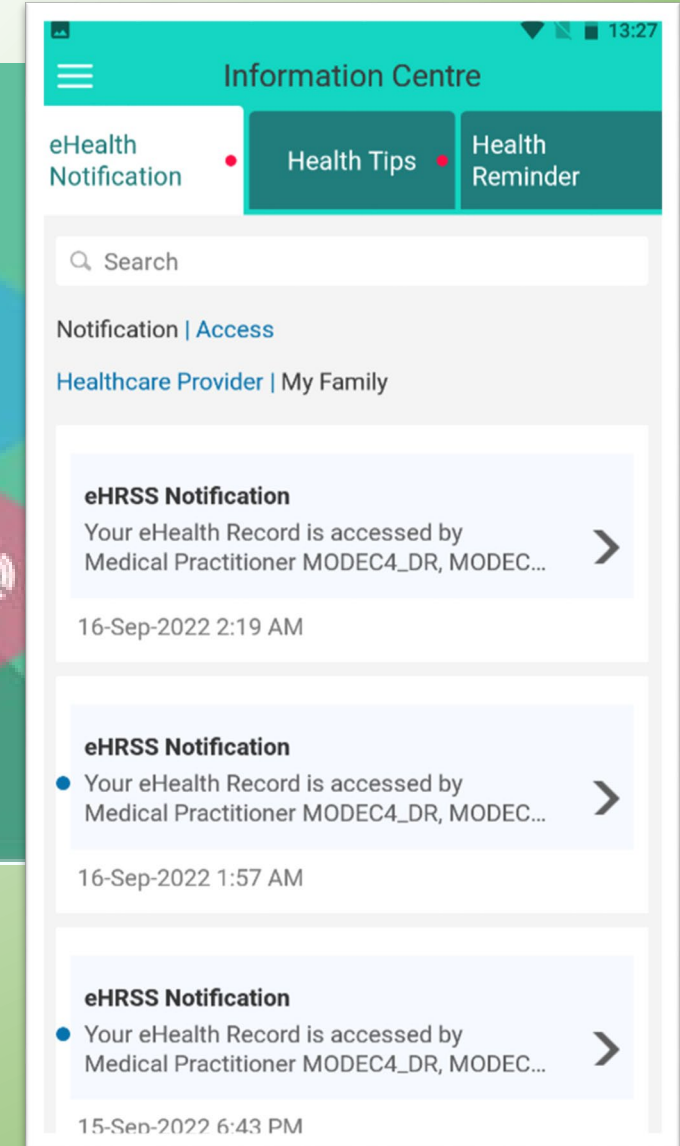 13:27
Information Centre
eHealth
Notification
Health Tips
Health
Reminder
Search
Notification | Access
Healthcare Provider | My Family
eHRSS Notification
Your eHealth Record is accessed by
Medical Practitioner MODEC4_DR, MODEC...
16-Sep-2022 2:19 AM
eHRSS Notification
Your eHealth Record is accessed by
Medical Practitioner MODEC4_DR, MODEC...
16-Sep-2022 1:57 AM
eHRSS Notification
Your eHealth Record is accessed by
Medical Practitioner MODEC4_DR, MODEC...
15-Sep-2022 6:43 PM